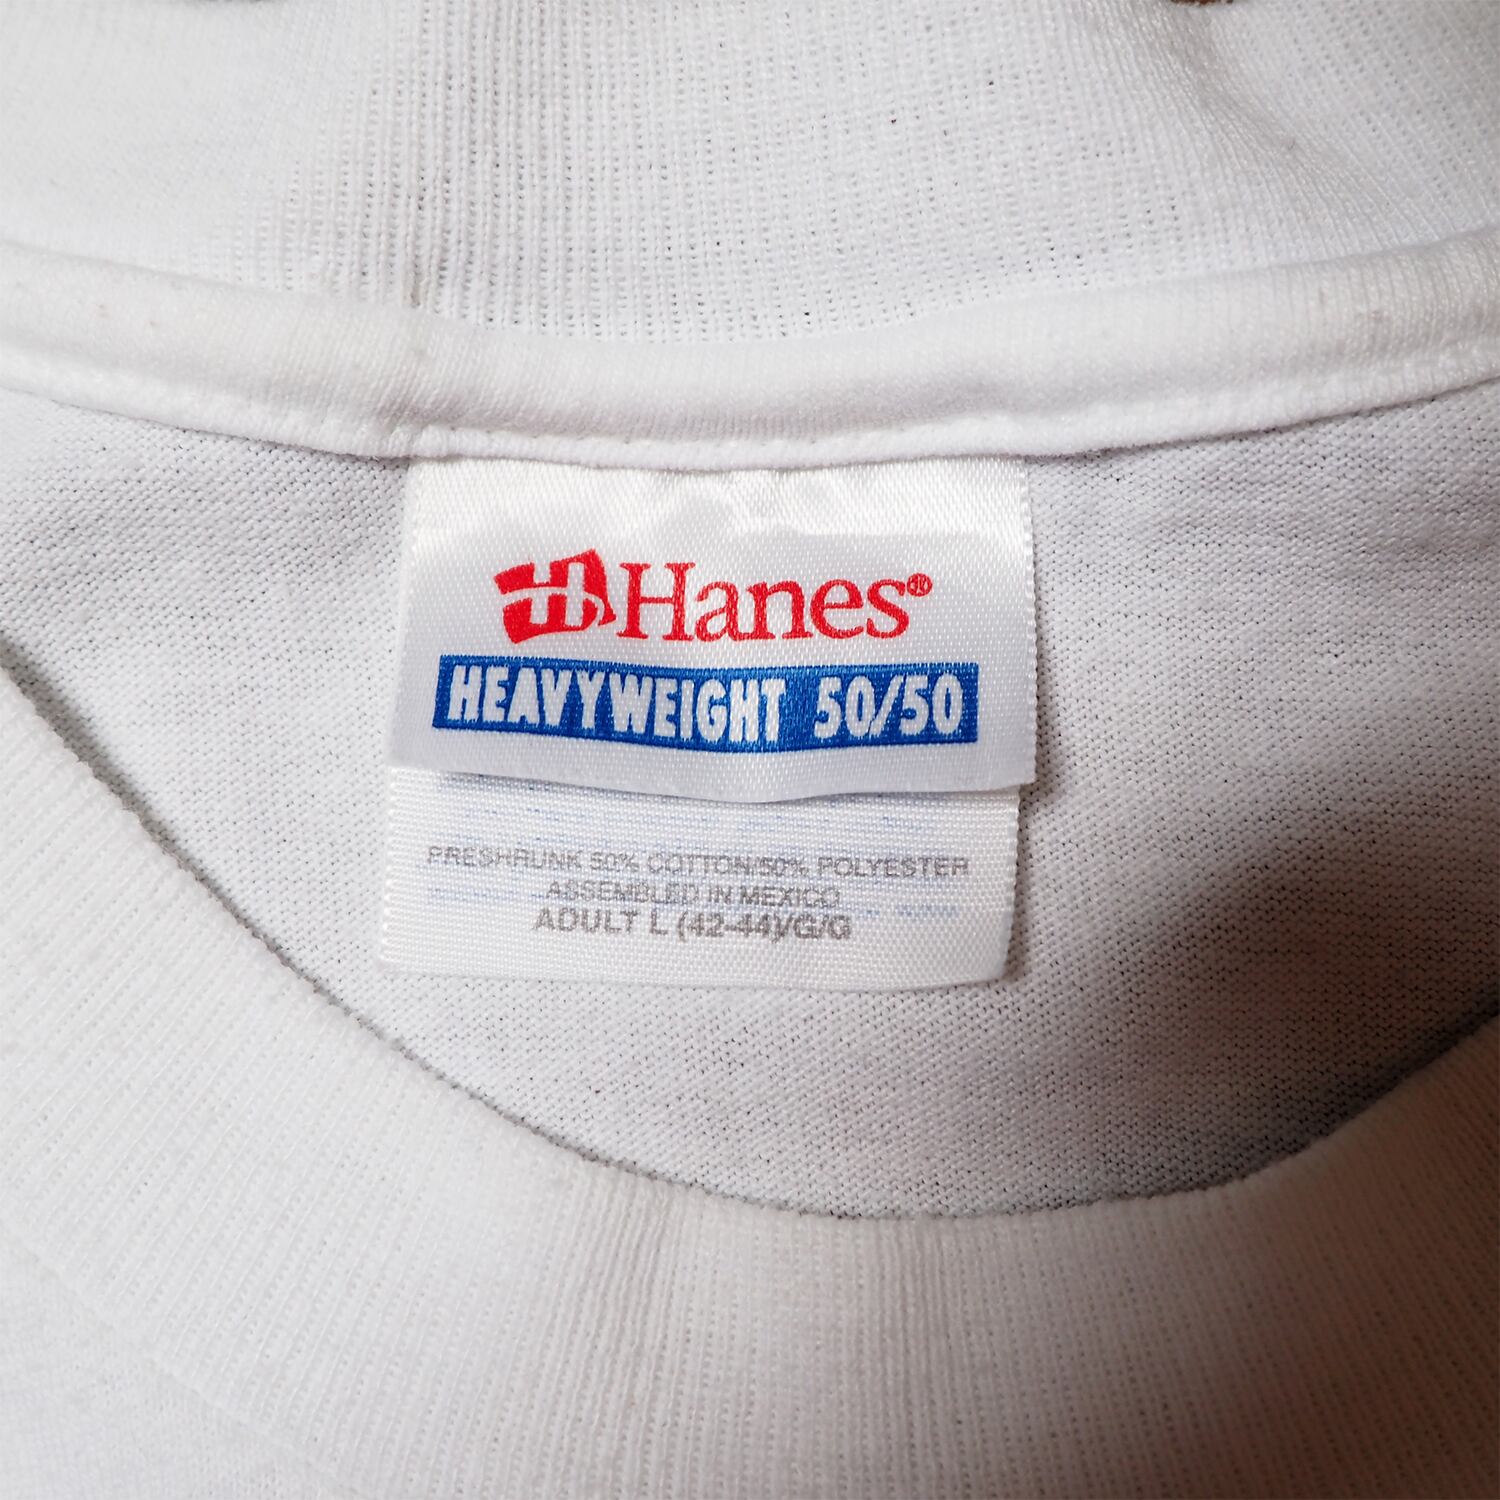 Hanes®
HEAVYWEIGHT 50/50
PRESHRUNK 50% COTTON/50% POLYESTER
ASSEMBLED IN MEXICO
ADULT L (42-44)/G/G